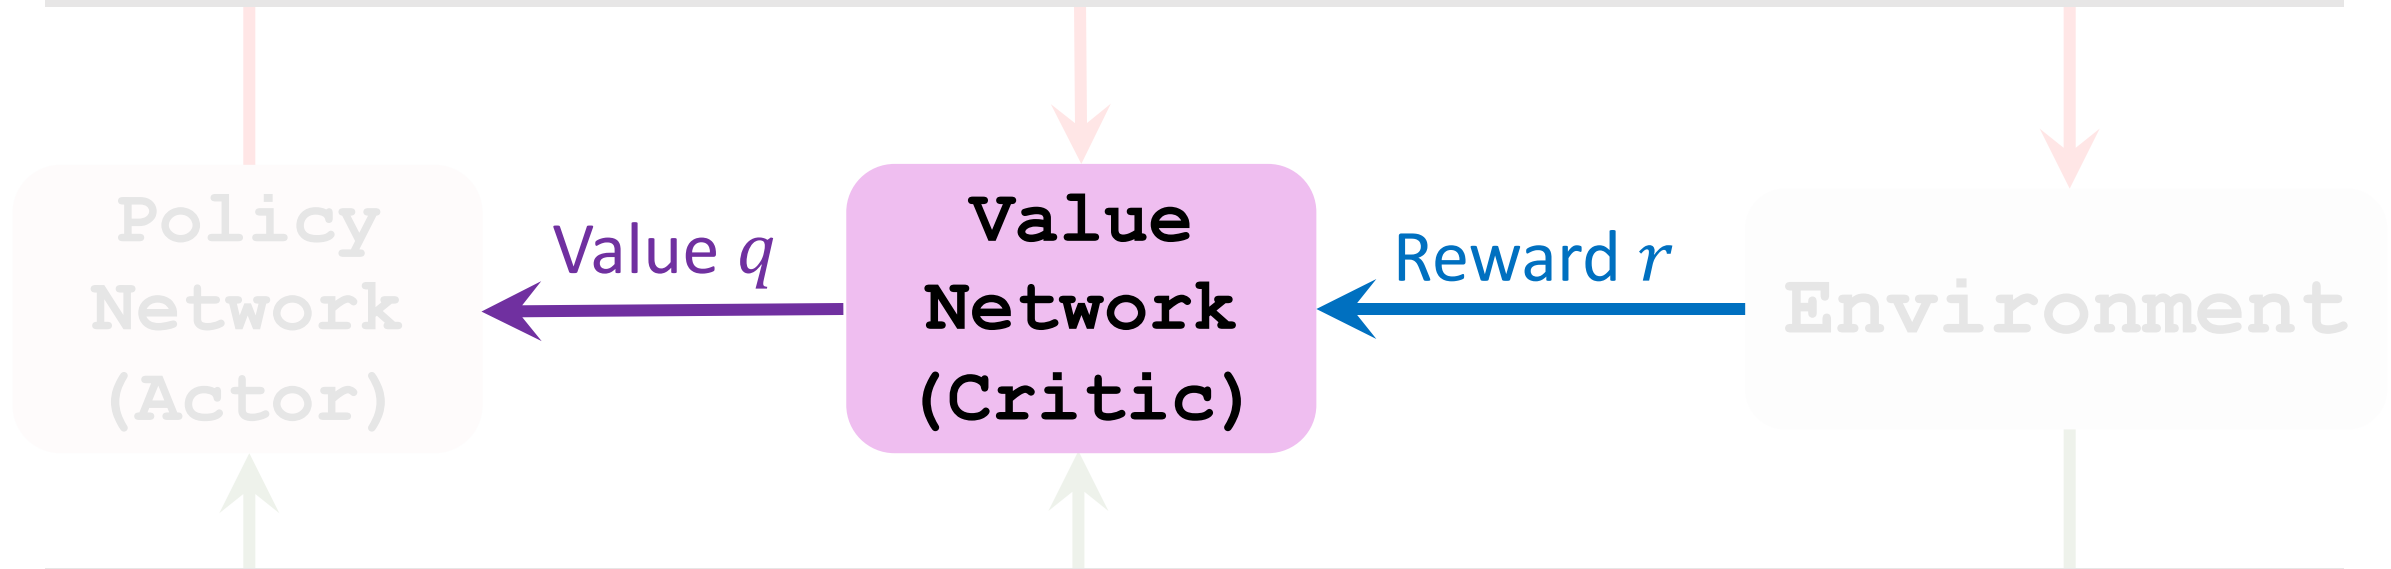 Policy
Network
(Actor)
Value q
Value
Network
(Critic)
Reward r
Environment